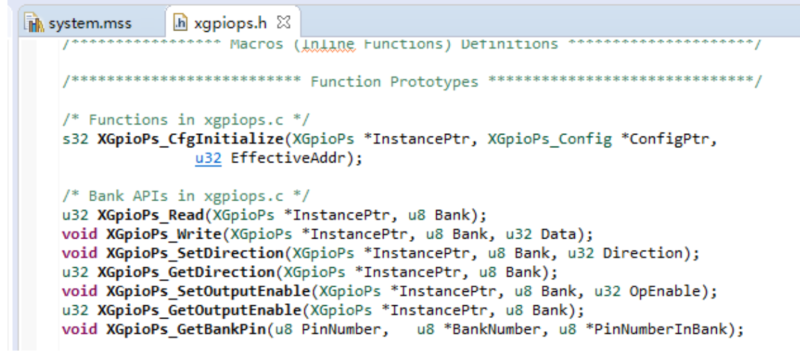 system.mss
xgpiops.h
/***************** Macros (Inline Functions) Definitions *********************/
/************************** Function Prototypes ******************************/
/* Functions in xgpiops.c */
s32 XGpioPs_CfgInitialize(XGpioPs *InstancePtr, XGpioPs_Config *ConfigPtr,
u32 EffectiveAddr);
/* Bank APIs in xgpiops.c */
u32 XGpioPs_Read(XGpioPs *InstancePtr, u8 Bank);
void XGpioPs_Write(XGpioPs *InstancePtr, u8 Bank, u32 Data);
void XGpioPs_SetDirection(XGpioPs *InstancePtr, u8 Bank, u32 Direction);
u32 XGpioPs_GetDirection(XGpioPs *InstancePtr, u8 Bank);
void XGpioPs_SetOutputEnable(XGpioPs *InstancePtr, u8 Bank, u32 OpEnable);
u32 XGpioPs_GetOutputEnable(XGpioPs *InstancePtr, u8 Bank);
void XGpioPs_GetBankPin(u8 PinNumber,   u8 *BankNumber, u8 *PinNumberInBank);